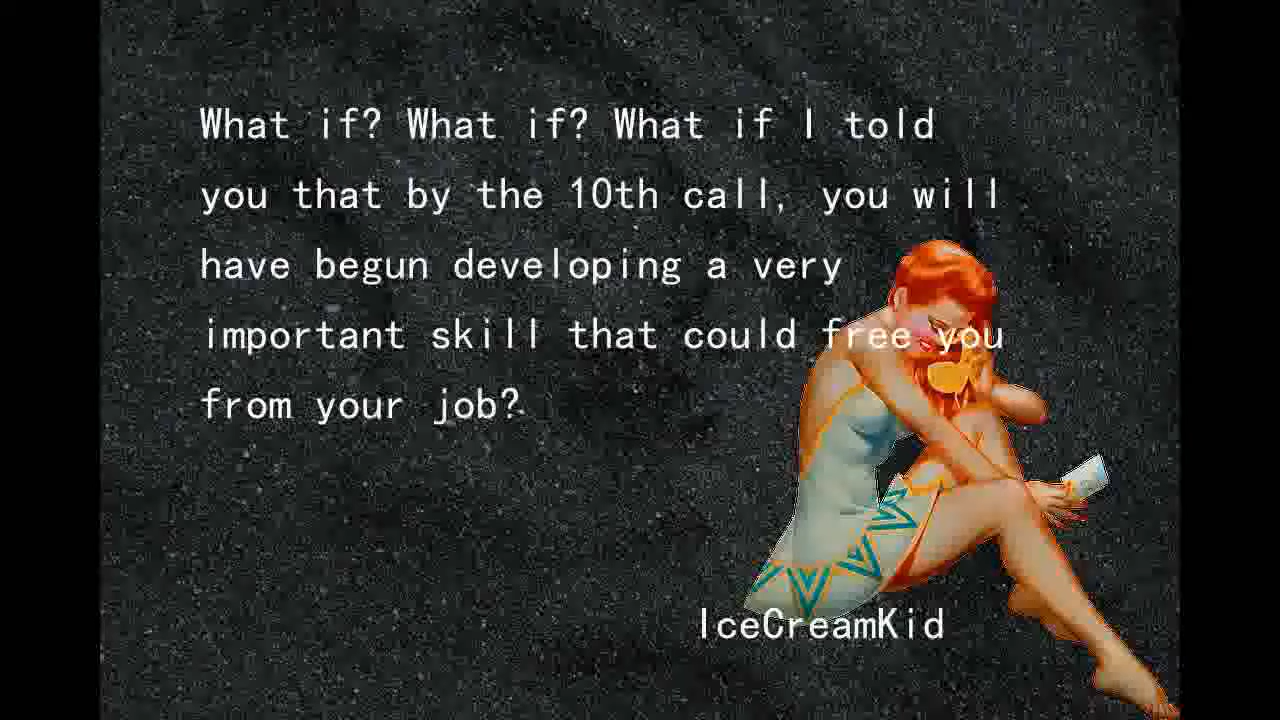 What if? What if? What if I told
you that by the 10th call, you will
have begun developing a very
important skill that could free you
from your job?
IceCreamKid